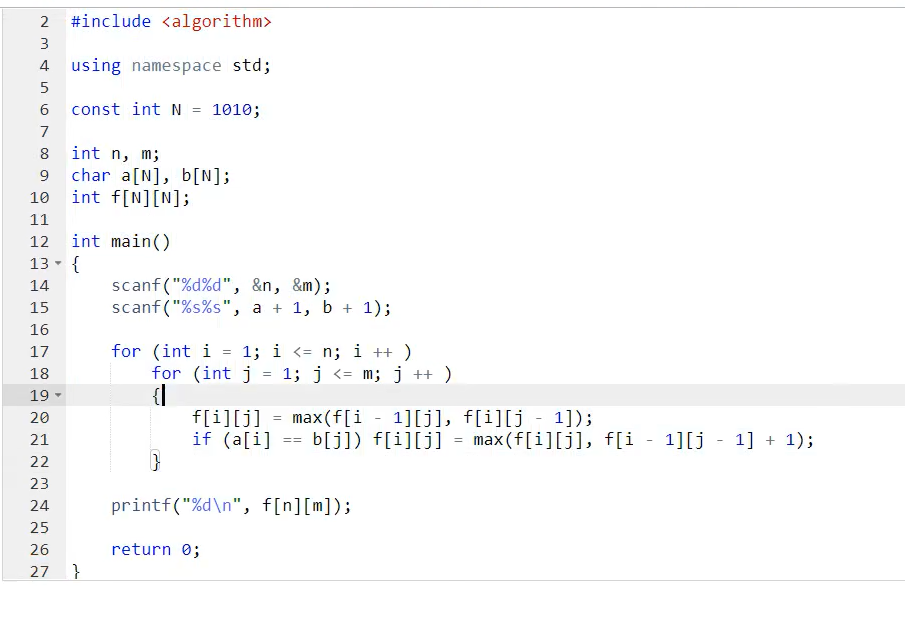 2 #include <algorithm>
3
4 using namespace std;
5
6 const int N = 1010;
7
8 int n, m;
9 char a[N], b[N];
10 int f[N][N];
11
12 int main()
13 {
14 scanf("%d%d", &n, &m);
15 scanf("%s%s", a + 1, b + 1);
16
17 for (int i = 1; i <= n; i ++ )
18 for (int j = 1; j <= m; j ++ )
19 {
20 f[i][j] = max(f[i - 1][j], f[i][j - 1]);
21 if (a[i] == b[j]) f[i][j] = max(f[i][j], f[i - 1][j - 1] + 1);
22 }
23
24 printf("%d\n", f[n][m]);
25
26 return 0;
27 }